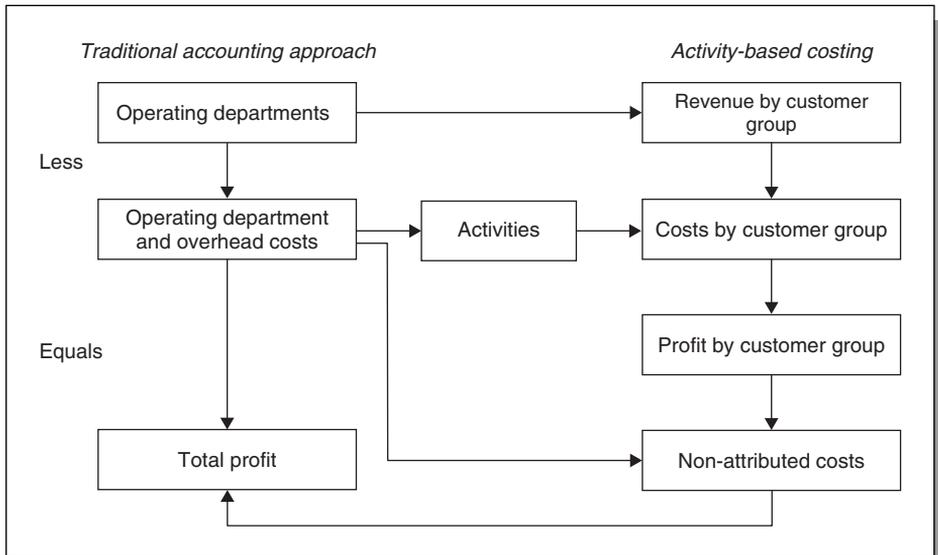 Traditional accounting approach
Activity-based costing
Operating departments
Revenue by customer
group
Less
Operating department
and overhead costs
Activities
Costs by customer group
Equals
Profit by customer group
Total profit
Non-attributed costs